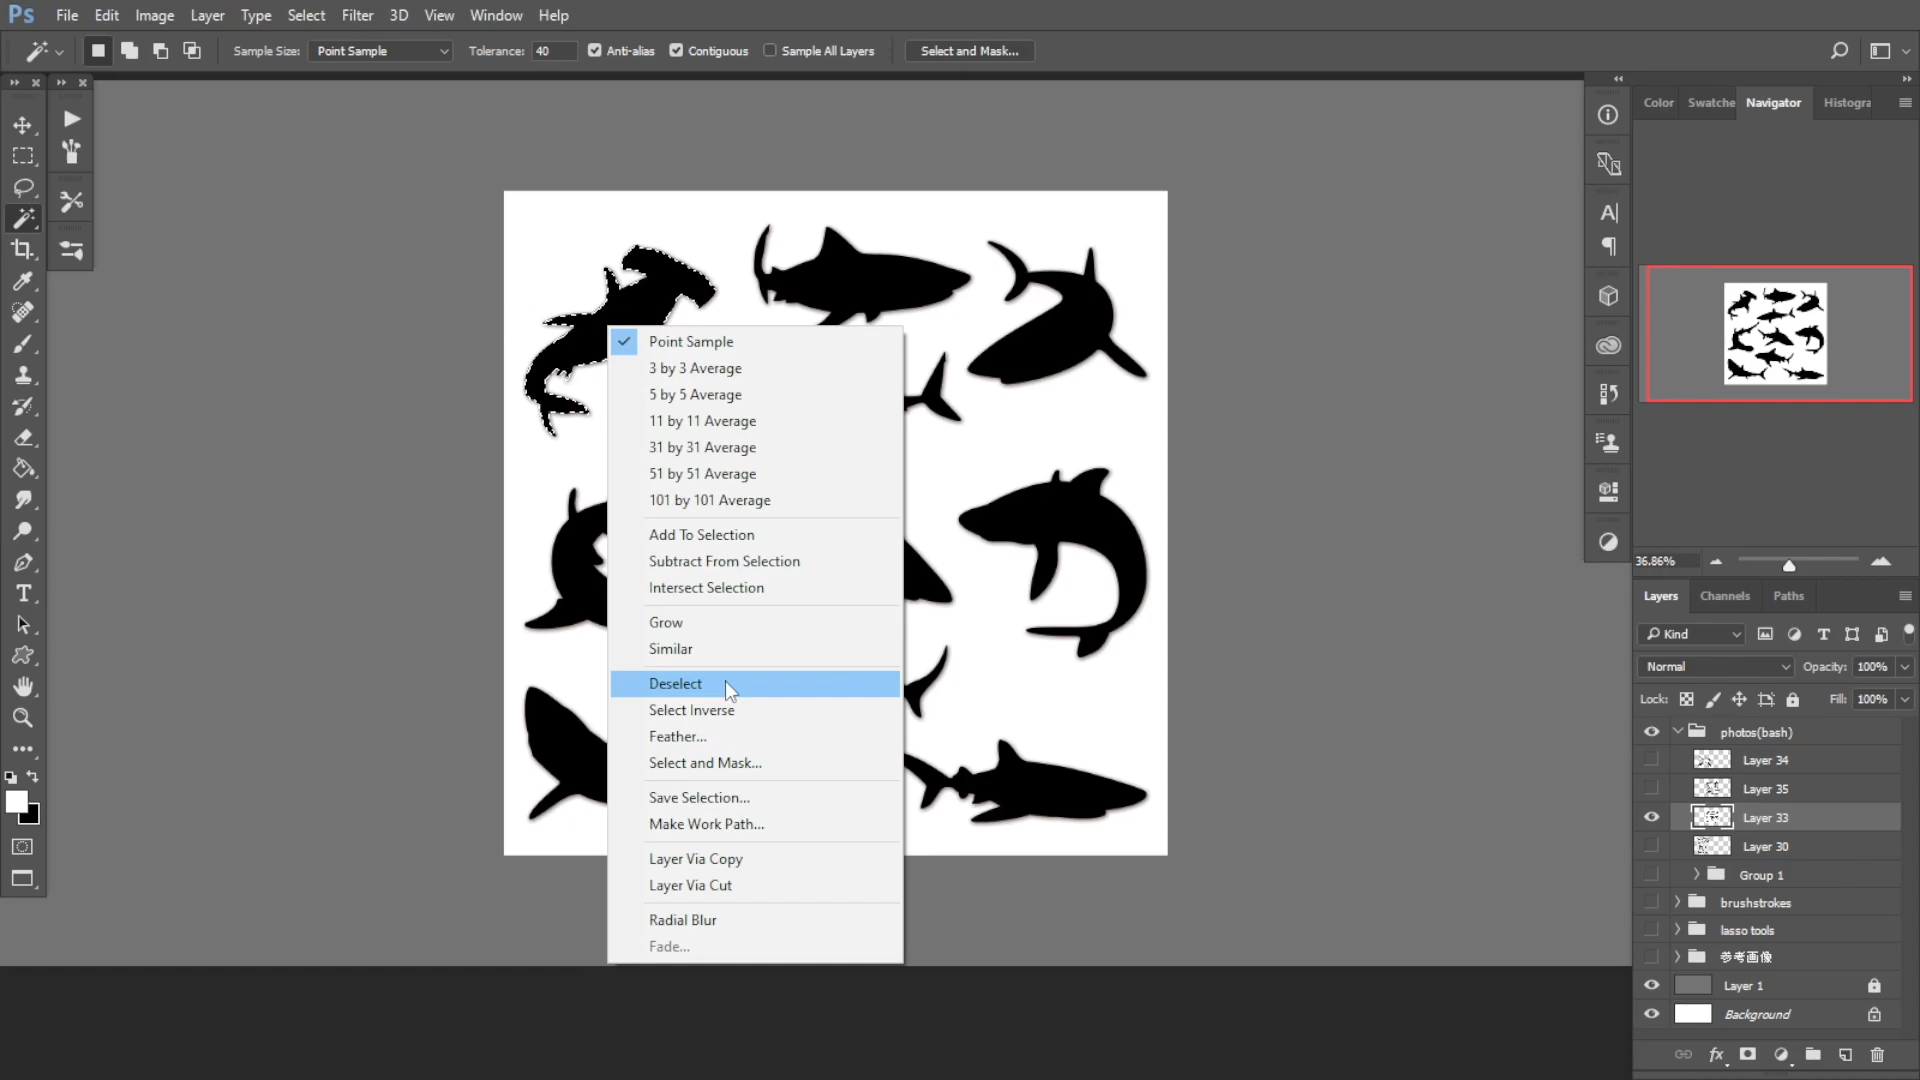 Ps File Edit Image Layer Type Select Filter 3D View Window Help
Sample Size: Point Sample Tolerance: 40 Anti-alias Contiguous Sample All Layers Select and Mask...
Color Swatche Navigator Histogra
Point Sample
3 by 3 Average
5 by 5 Average
11 by 11 Average
31 by 31 Average
51 by 51 Average
101 by 101 Average
Add To Selection
Subtract From Selection
Intersect Selection
Grow
Similar
Deselect
Select Inverse
Feather...
Select and Mask...
Save Selection...
Make Work Path...
Layer Via Copy
Layer Via Cut
Radial Blur
Fade...
36.86%
Layers Channels Paths
Kind
Normal Opacity: 100%
Lock: Fill: 100%
photos(bash)
Layer 34
Layer 35
Layer 33
Layer 30
Group 1
brushstrokes
lasso tools
参考画像
Layer 1
Background
fx